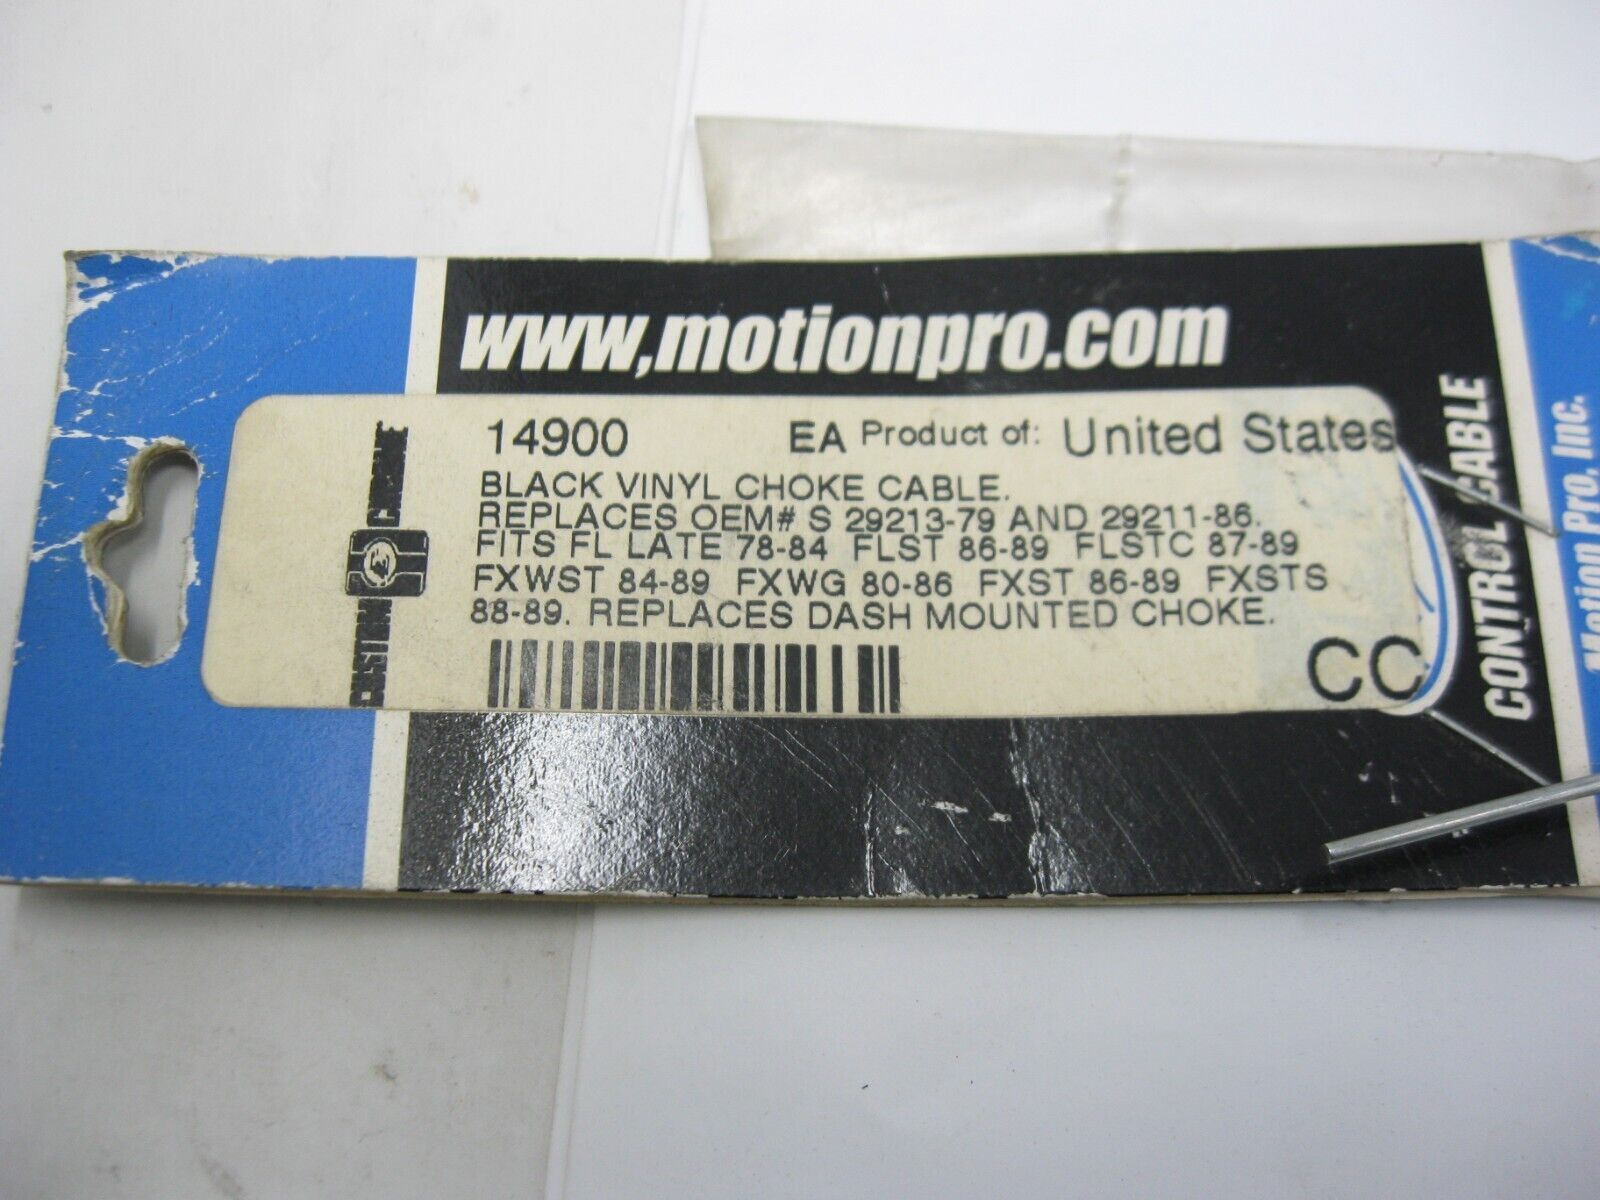 www.motionpro.com
CUSTOM CHROME
14900 EA Product of: United States
BLACK VINYL CHOKE CABLE.
REPLACES OEM# S 29213-79 AND 29211-86.
FITS FL LATE 78-84 FLST 86-89 FLSTC 87-89
FXWST 84-89 FXWG 80-86 FXST 86-89 FXSTS
88-89. REPLACES DASH MOUNTED CHOKE.
CC
CONTROL CABLE
Motion Pro, Inc.